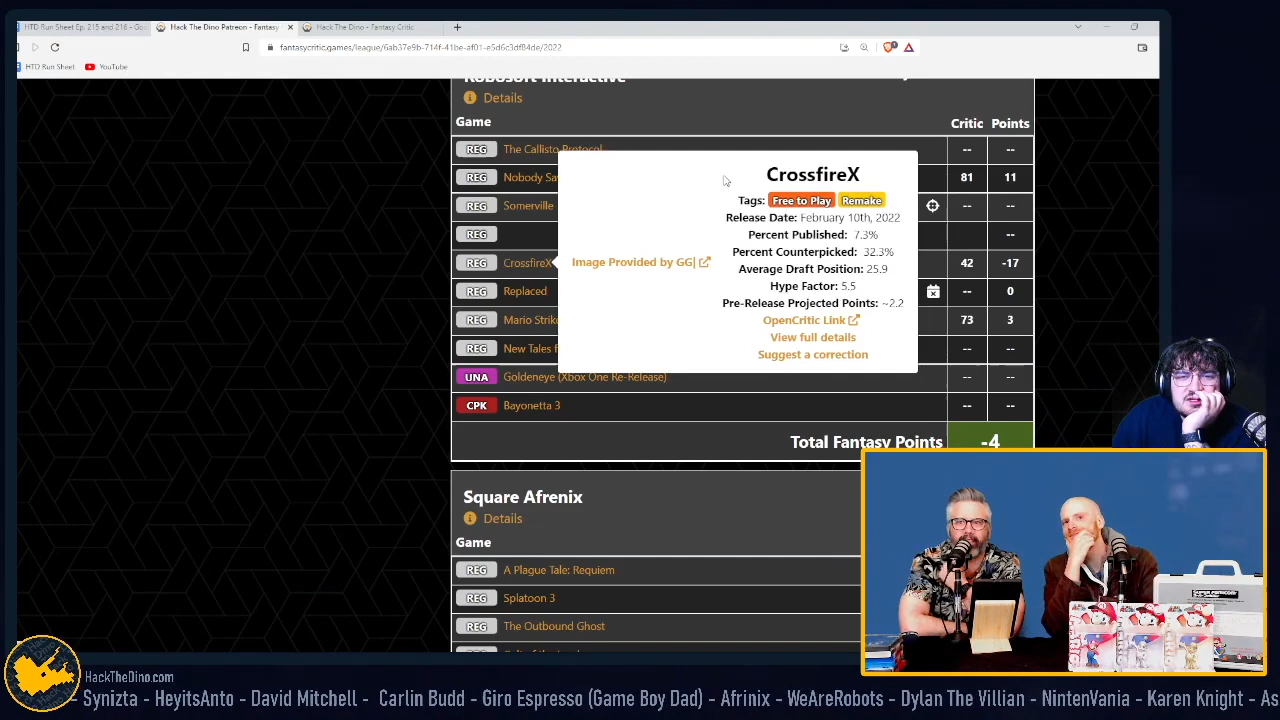 HTD Run Sheet Ep. 215 and 216 - Go
Hack The Dino Patreon - Fantasy
Hack The Dino - Fantasy Critic
fantasycritic.games/league/6ab37e9b-714f-41be-af01-e5d6c3df84de/2022
HTD Run Sheet
YouTube
Robosoft Interactive
Details
Game
Critic Points
REG The Callisto Protocol -- --
REG Nobody Sa 81 11
REG Somerville -- --
REG --
REG CrossfireX 42 -17
REG Replaced -- 0
REG Mario Strik 73 3
REG New Tales f -- --
UNA Goldeneye (Xbox One Re-Release) -- --
CPK Bayonetta 3 -- --
Total Fantasy Points -4
CrossfireX
Tags: Free to Play Remake
Release Date: February 10th, 2022
Percent Published: 7.3%
Percent Counterpicked: 32.3%
Average Draft Position: 25.9
Hype Factor: 5.5
Pre-Release Projected Points: ~2.2
OpenCritic Link
View full details
Suggest a correction
Image Provided by GG|
Square Afrenix
Details
Game
REG A Plague Tale: Requiem
REG Splatoon 3
REG The Outbound Ghost
HackTheDino.com
- Synizta - HeyitsAnto - David Mitchell - Carlin Budd - Giro Espresso (Game Boy Dad) - Afrinix - WeAreRobots - Dylan The Villian - NintenVania - Karen Knight - As